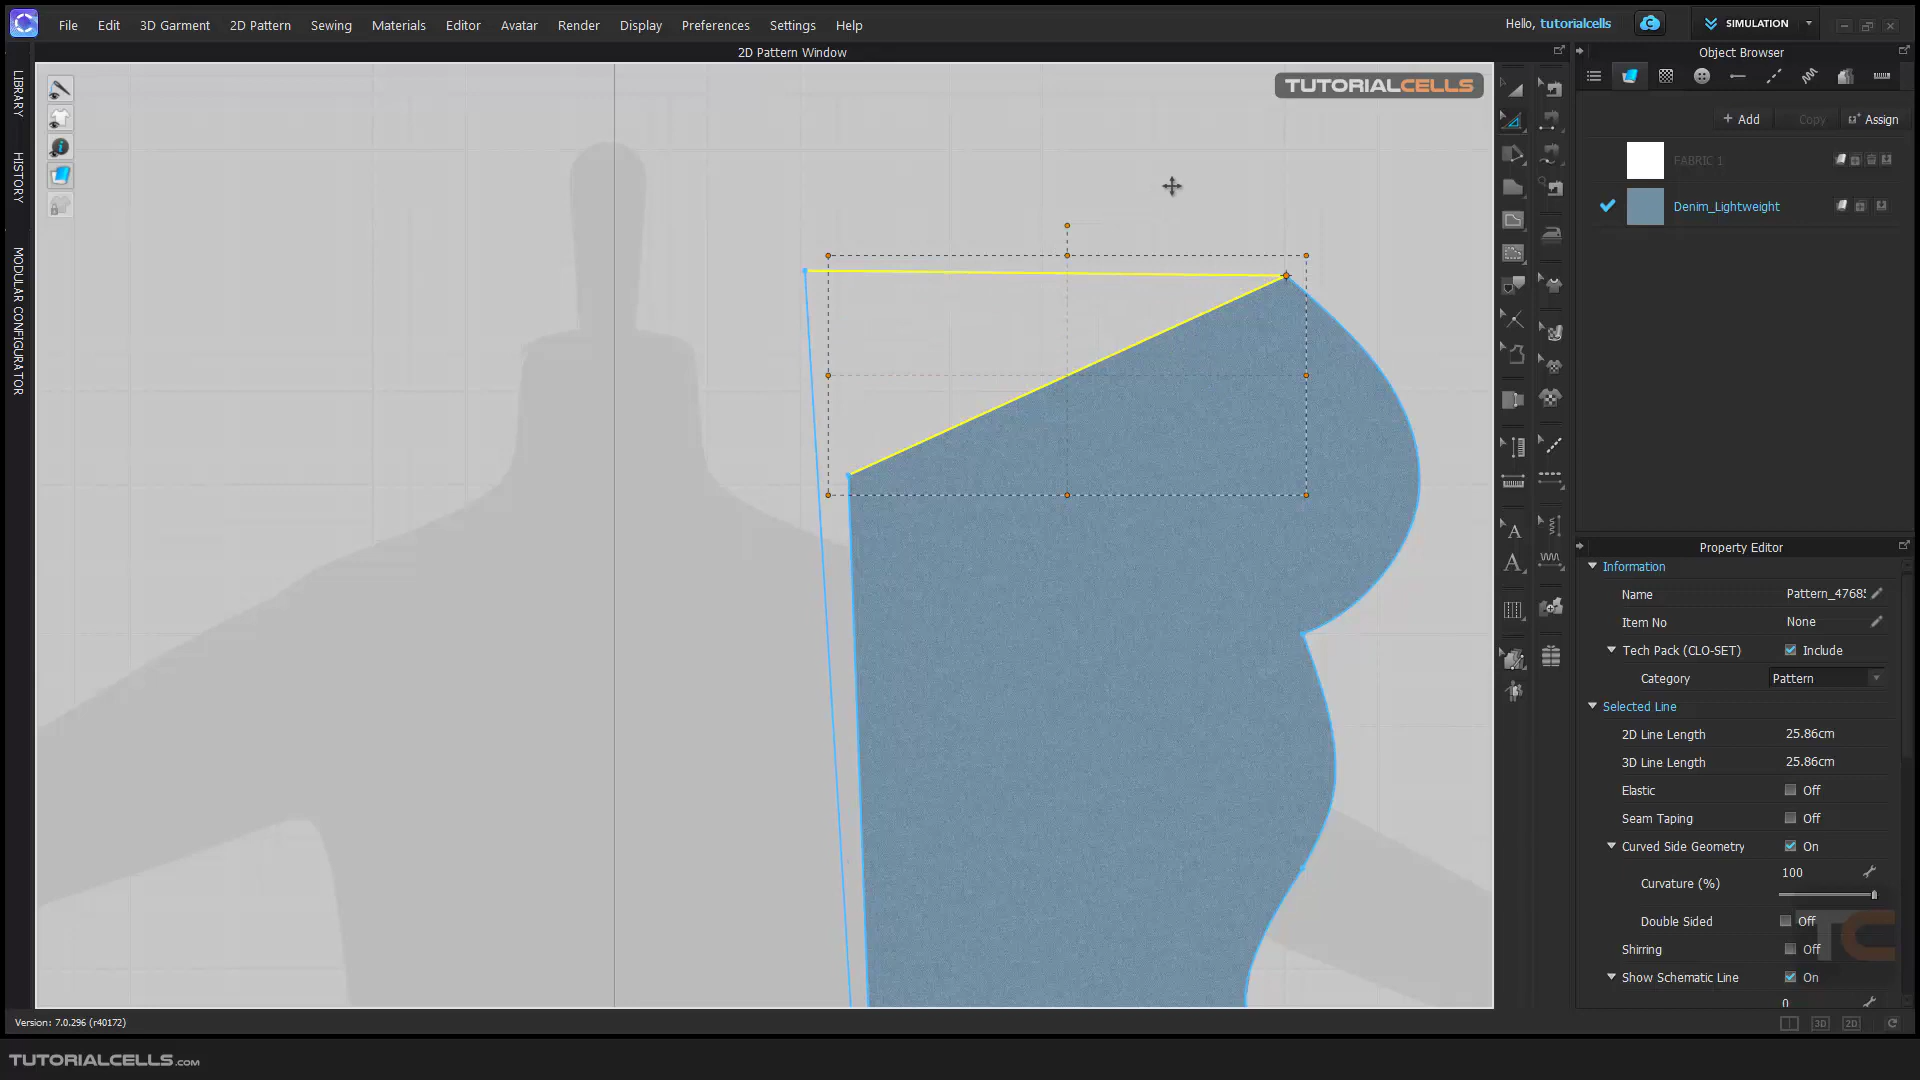 File Edit 3D Garment 2D Pattern Sewing Materials Editor Avatar Render Display Preferences Settings Help
Hello, tutorialcells
SIMULATION
2D Pattern Window
Object Browser
LIBRARY
HISTORY
MODULAR CONFIGURATOR
TUTORIALCELLS
+ Add Copy Assign
FABRIC 1
Denim_Lightweight
Property Editor
Information
Name Pattern_4768
Item No None
Tech Pack (CLO-SET) Include
Category Pattern
Selected Line
2D Line Length 25.86cm
3D Line Length 25.86cm
Elastic Off
Seam Taping Off
Curved Side Geometry On
Curvature (%) 100
Double Sided Off
Shirring Off
Show Schematic Line On
0
A
A
TC
Version: 7.0.296 (r40172)
3D 2D
TUTORIALCELLS.com